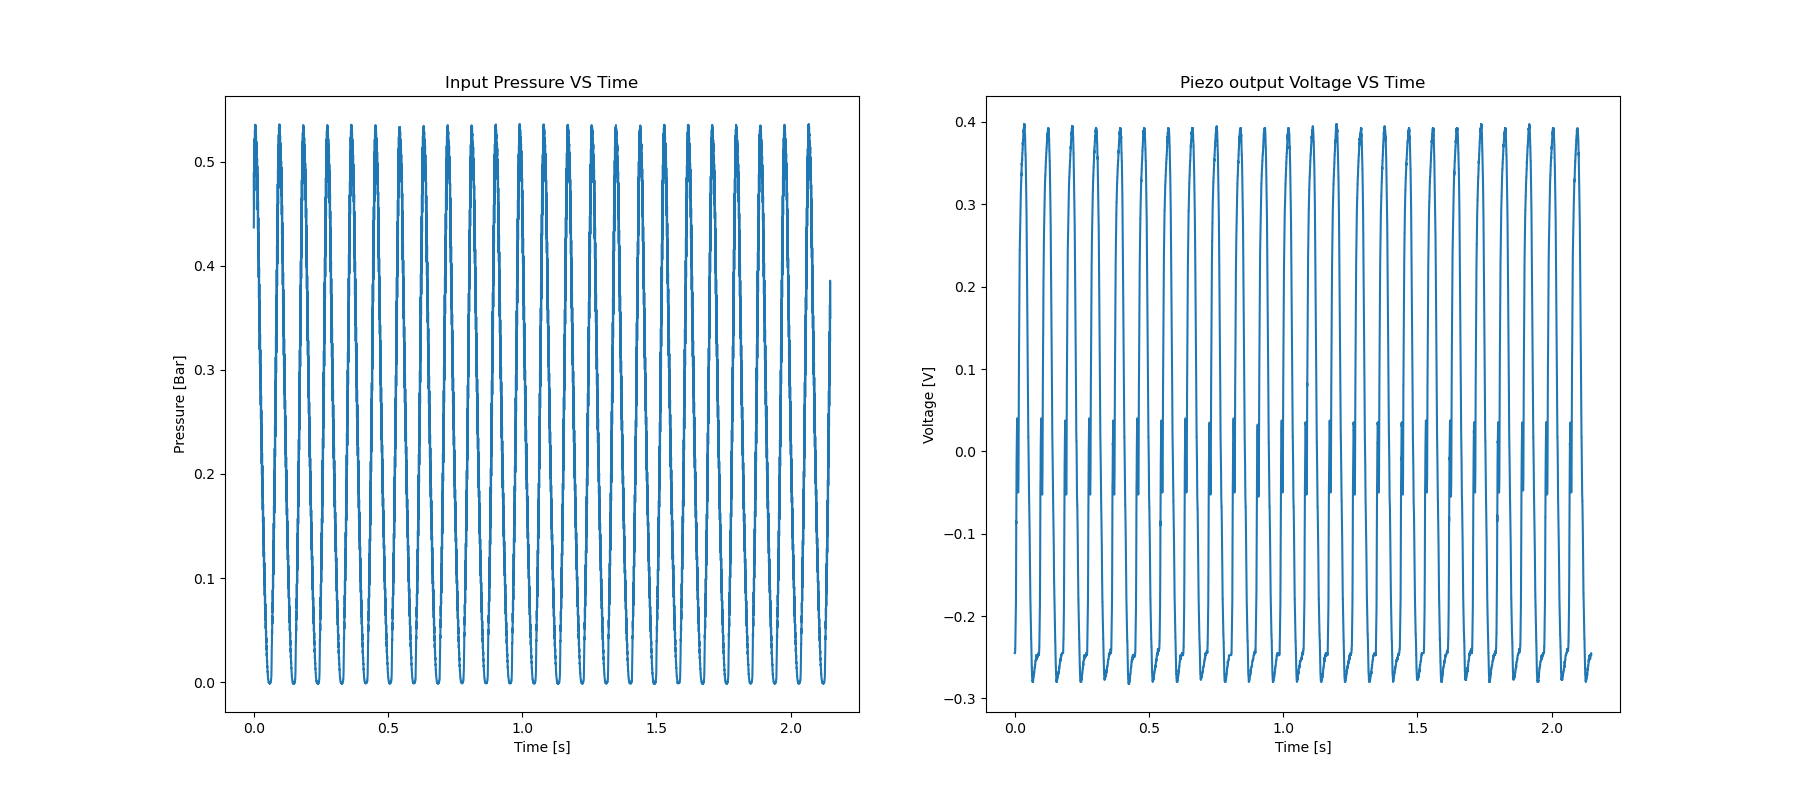 Input Pressure VS Time
Pressure [Bar]
0.5
0.4
0.3
0.2
0.1
0.0
0.0 0.5 1.0 1.5 2.0
Time [s]
Piezo output Voltage VS Time
Voltage [V]
0.4
0.3
0.2
0.1
0.0
−0.1
−0.2
−0.3
0.0 0.5 1.0 1.5 2.0
Time [s]